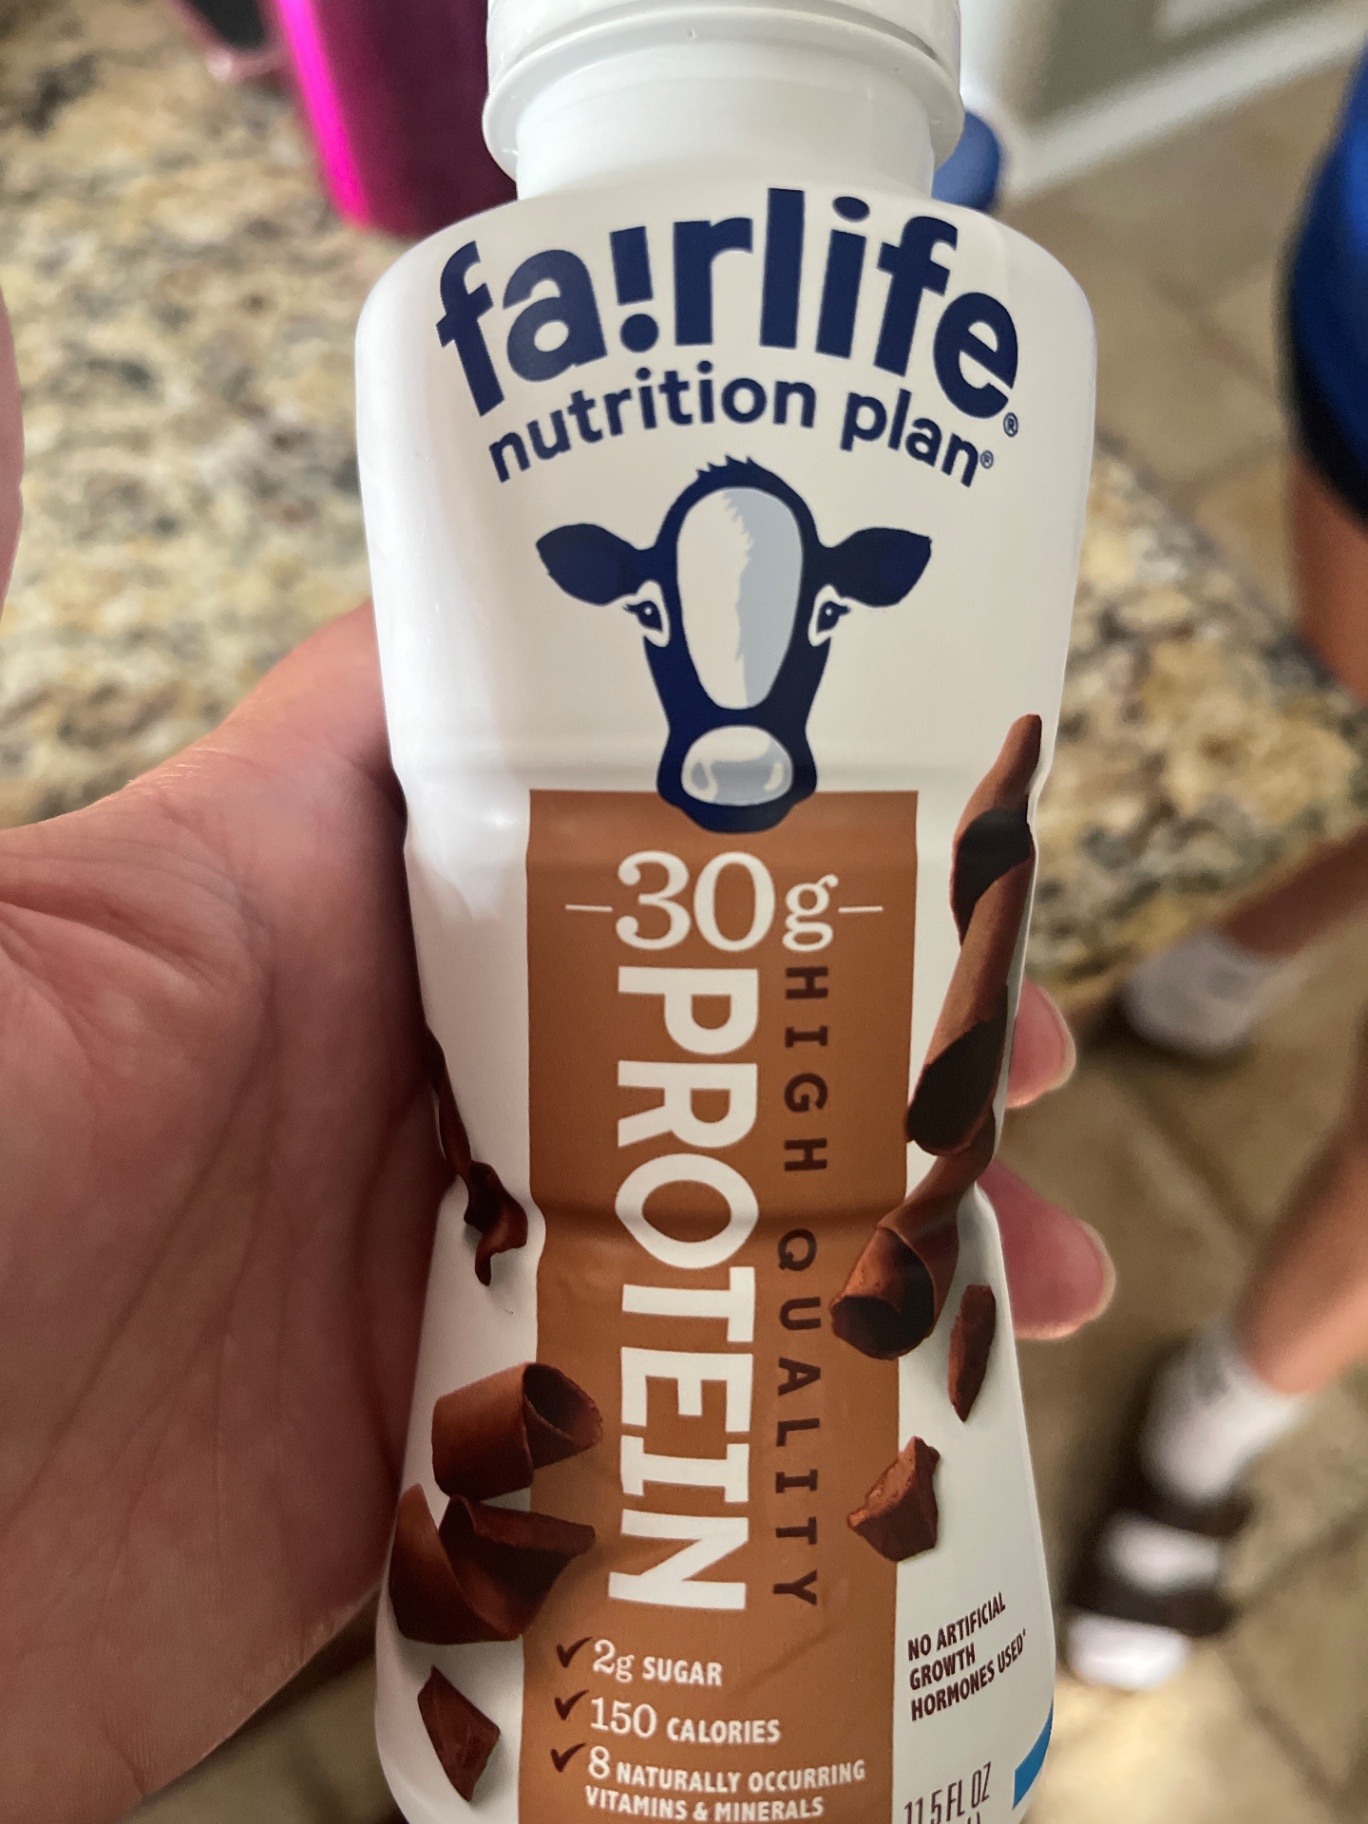 fa!rlife®
nutrition plan®
30g
PROTEIN
HIGH QUALITY
✓ 2g SUGAR
✓ 150 CALORIES
✓ 8 NATURALLY OCCURRING
VITAMINS & MINERALS
NO ARTIFICIAL
GROWTH
HORMONES USED*
11.5 FL OZ